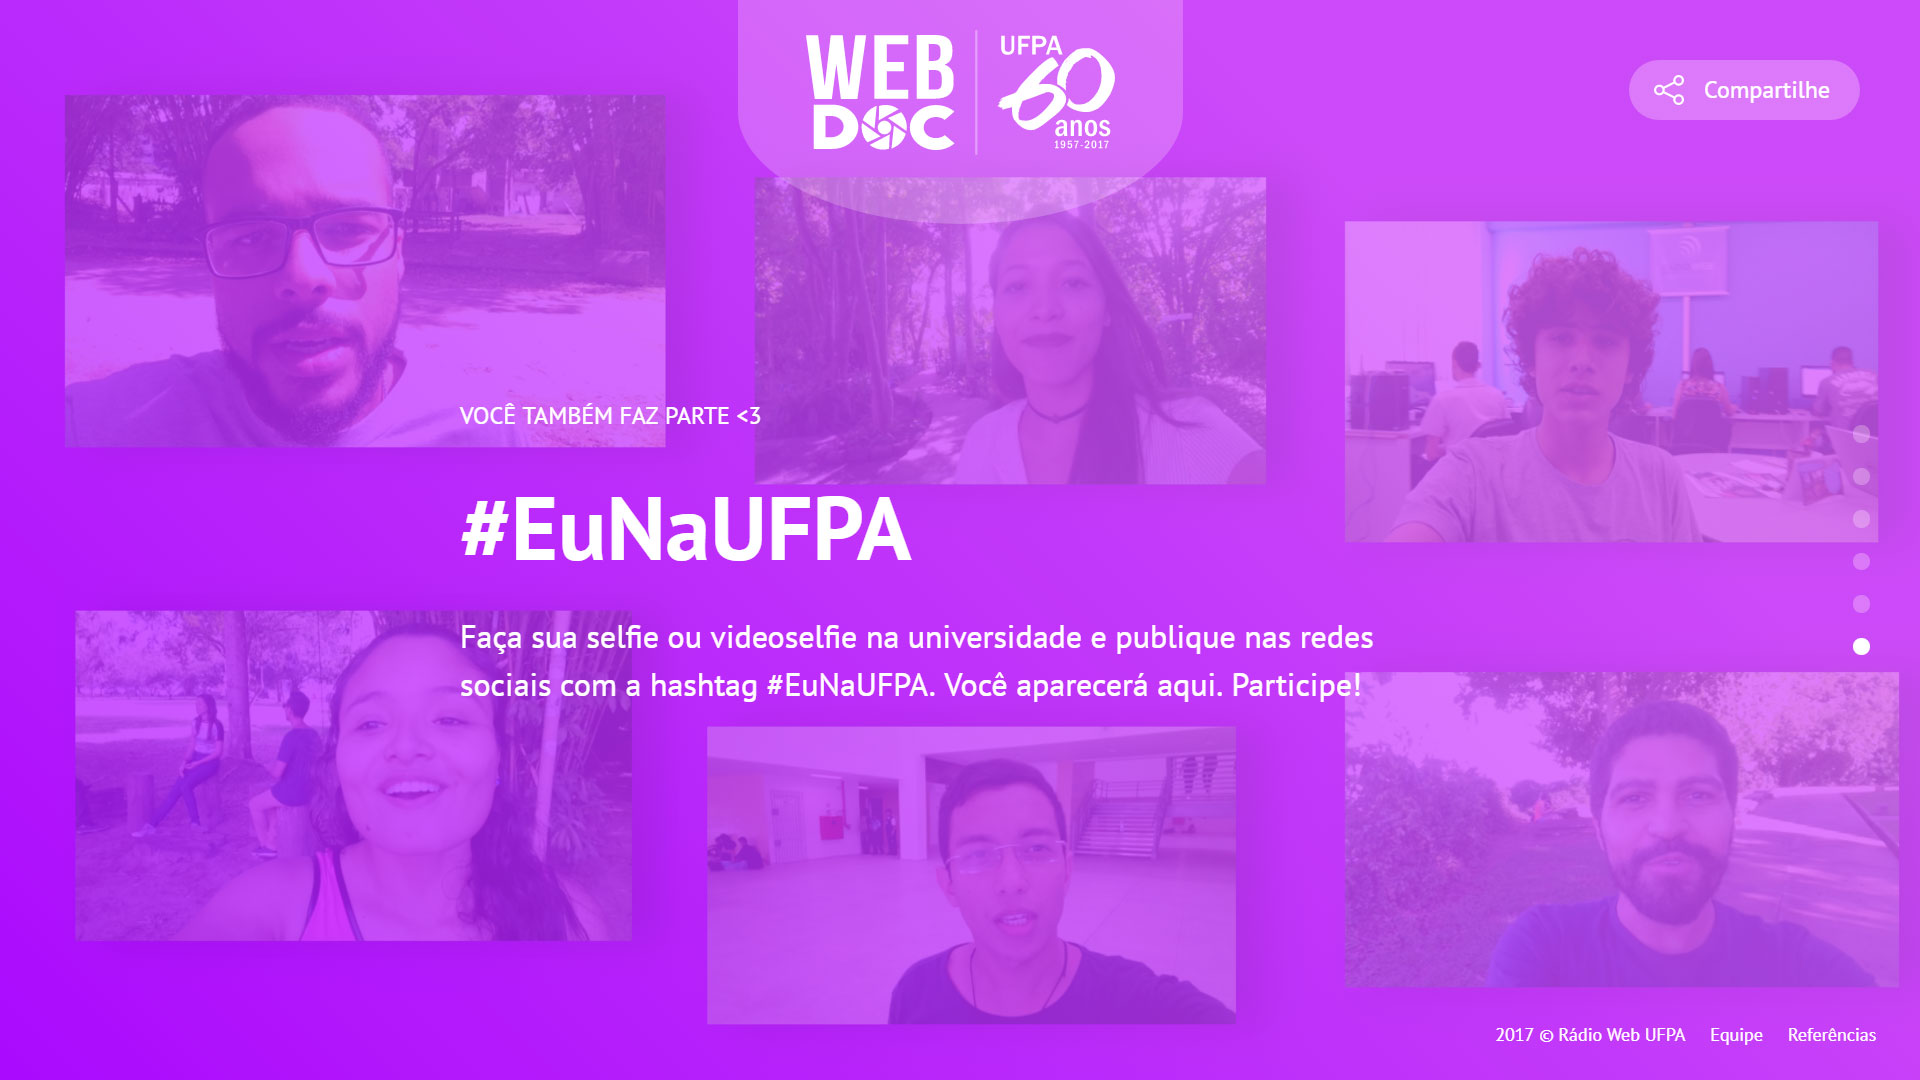 WEB
DOC
UFPA
60
anos
1957-2017
Compartilhe
VOCÊ TAMBÉM FAZ PARTE <3
#EuNaUFPA
Faça sua selfie ou videoselfie na universidade e publique nas redes
sociais com a hashtag #EuNaUFPA. Você aparecerá aqui. Participe!
2017 © Rádio Web UFPA Equipe Referências